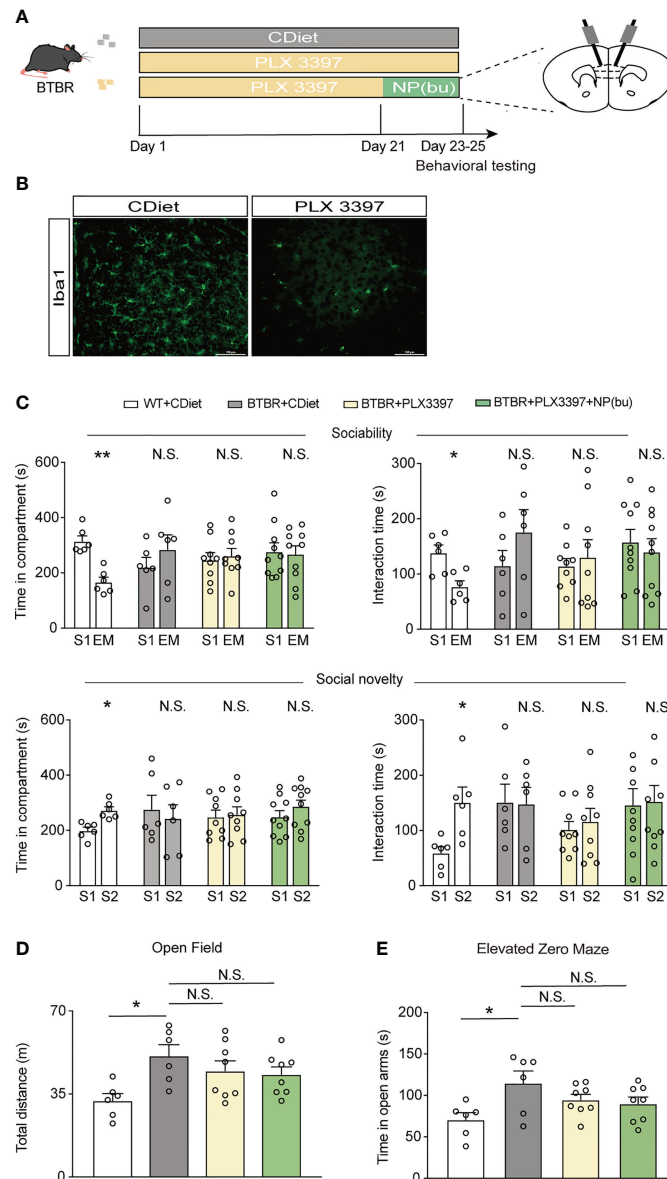 A
CDiet
PLX 3397
PLX 3397 NP(bu)
BTBR
Day 1 Day 21 Day 23-25
Behavioral testing
B
CDiet PLX 3397
Iba1
C
WT+CDiet BTBR+CDiet BTBR+PLX3397 BTBR+PLX3397+NP(bu)
Sociability
Time in compartment (s)
600
400
200
0
** N.S. N.S. N.S.
S1 EM S1 EM S1 EM S1 EM
Interaction time (s)
300
200
100
0
* N.S. N.S. N.S.
S1 EM S1 EM S1 EM S1 EM
Social novelty
Time in compartment (s)
600
400
200
0
* N.S. N.S. N.S.
S1 S2 S1 S2 S1 S2 S1 S2
Interaction time (s)
300
200
100
0
* N.S. N.S. N.S.
S1 S2 S1 S2 S1 S2 S1 S2
D
Open Field
Total distance (m)
70
35
0
N.S.
* N.S.
E
Elevated Zero Maze
Time in open arms (s)
200
150
100
50
0
N.S.
* N.S.